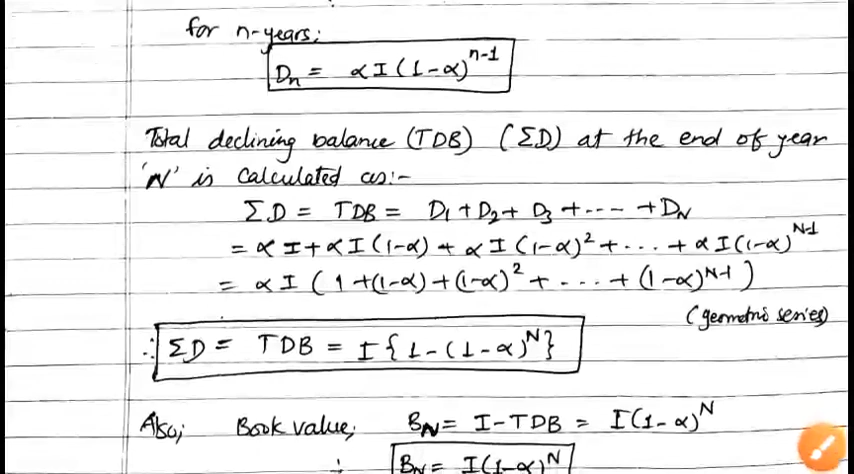 for n-years:
Dn = αI(1-α)^n-1
Total declining balance (TDB) (ΣD) at the end of year
'N' is calculated as:-
ΣD = TDB = D1 + D2 + D3 + --- + DN
= αI + αI(1-α) + αI(1-α)^2 + ... + αI(1-α)^N-1
= αI (1 + (1-α) + (1-α)^2 + ... + (1-α)^N-1)
(geometric series)
∴ ΣD = TDB = I{1-(1-α)^N}
Also; Book value; BN = I - TDB = I(1-α)^N
∴ BN = I(1-α)^N